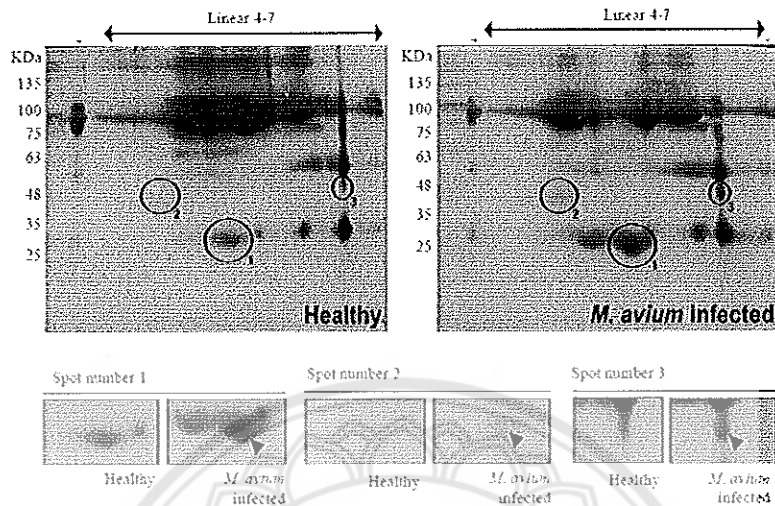 Linear 4-7
KDa
135
100
75
63
48
35
25
2
1
3
Healthy
Linear 4-7
KDa
135
100
75
63
48
35
25
2
1
3
M. avium Infected
Spot number 1
Healthy
M. avium
infected
Spot number 2
Healthy
M. avium
infected
Spot number 3
Healthy
M. avium
infected